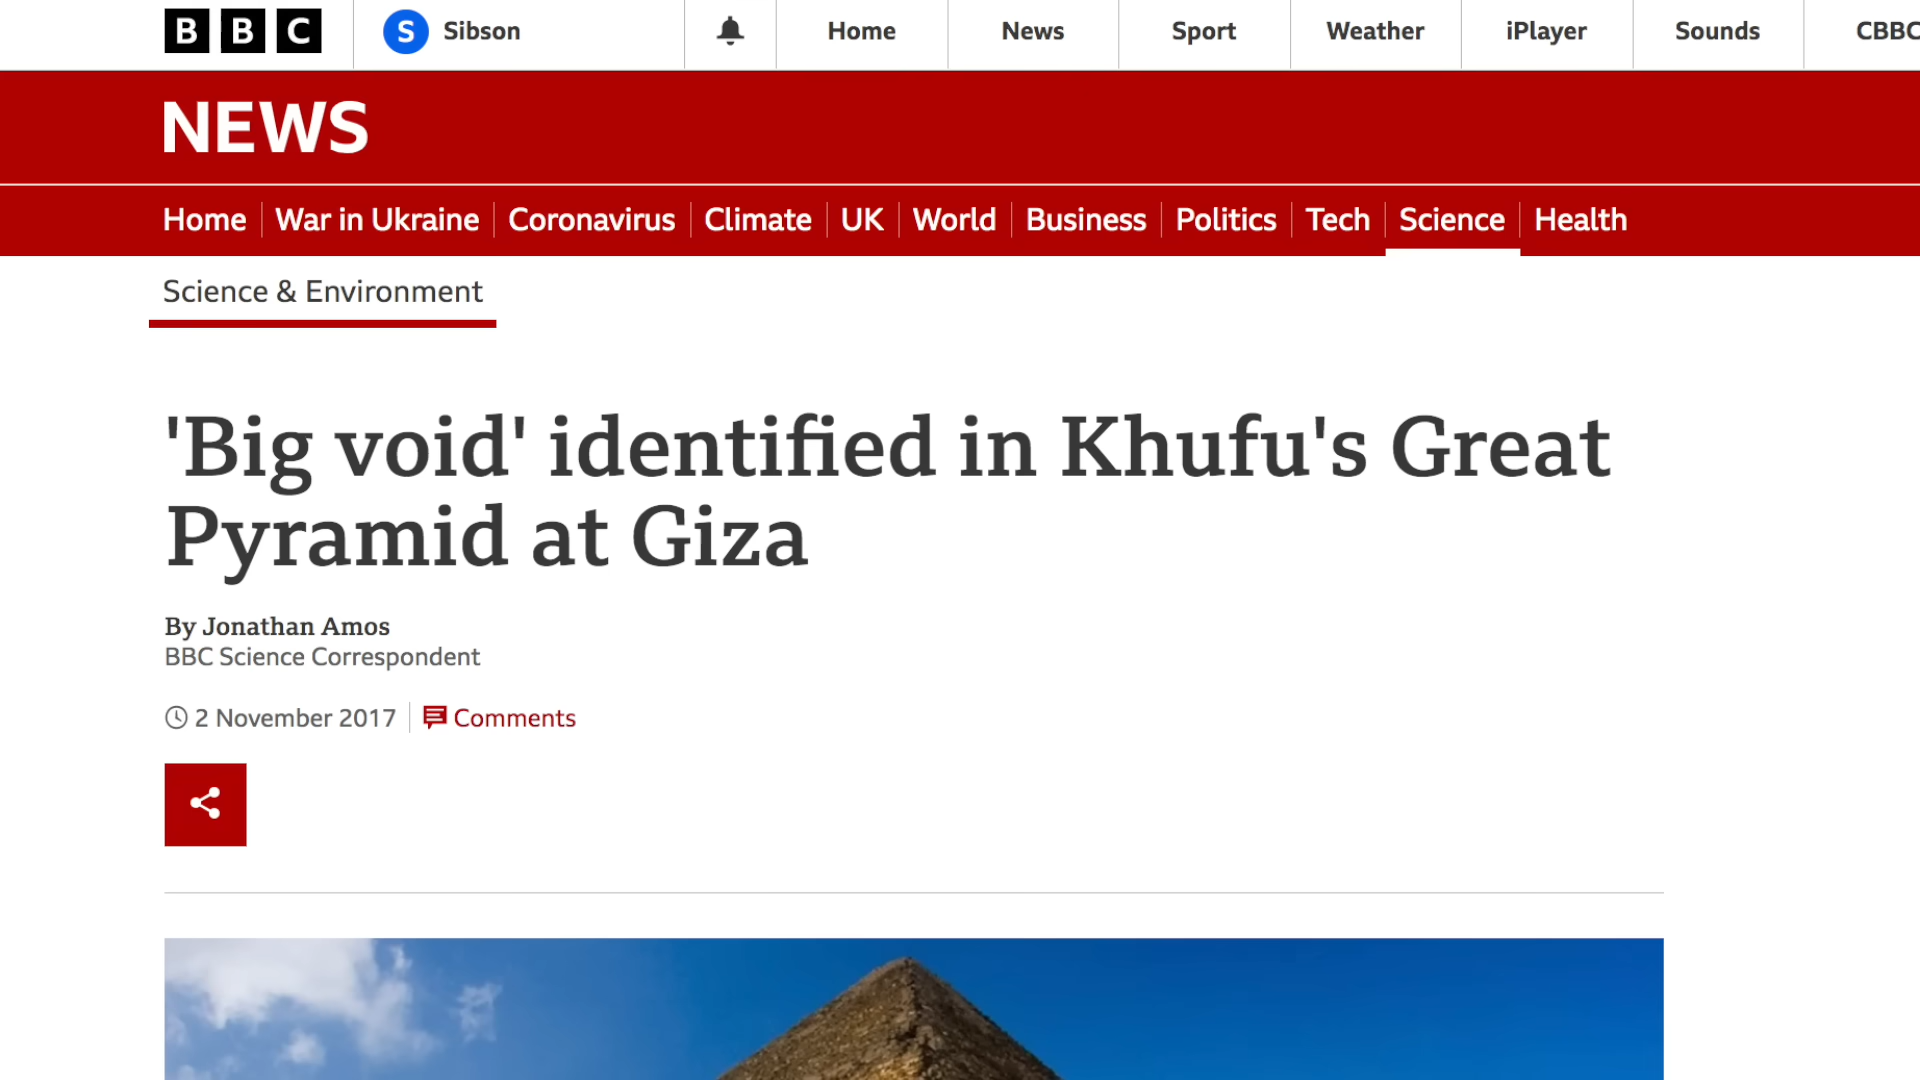 BBC S Sibson Home News Sport Weather iPlayer Sounds CBBC
NEWS
Home War in Ukraine Coronavirus Climate UK World Business Politics Tech Science Health
Science & Environment
'Big void' identified in Khufu's Great
Pyramid at Giza
By Jonathan Amos
BBC Science Correspondent
2 November 2017 Comments